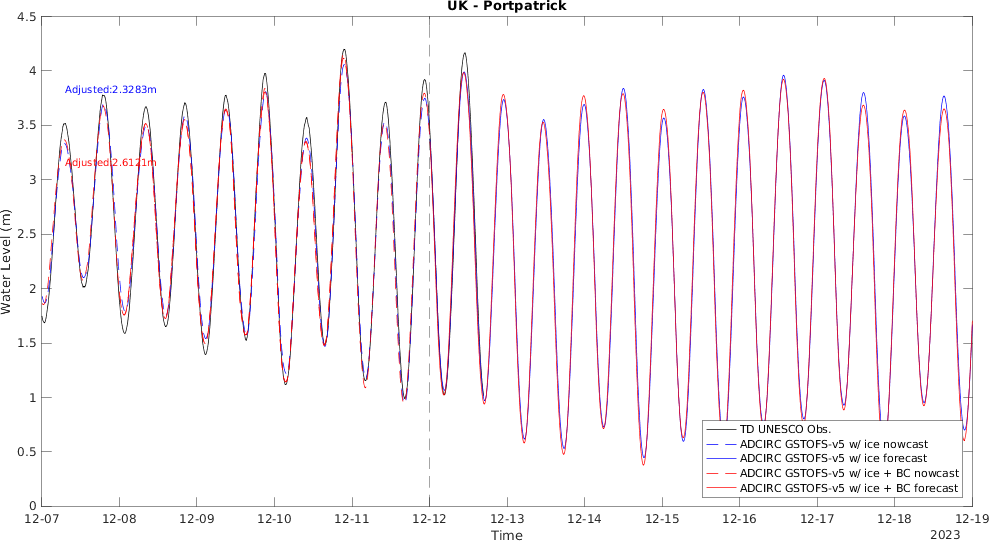 UK - Portpatrick
4.5
4
3.5
3
2.5
2
1.5
1
0.5
0
Water Level (m)
Adjusted:2.3283m
Adjusted:2.6121m
TD UNESCO Obs.
ADCIRC GSTOFS-v5 w/ ice nowcast
ADCIRC GSTOFS-v5 w/ ice forecast
ADCIRC GSTOFS-v5 w/ ice + BC nowcast
ADCIRC GSTOFS-v5 w/ ice + BC forecast
12-07 12-08 12-09 12-10 12-11 12-12 12-13 12-14 12-15 12-16 12-17 12-18 12-19
Time
2023